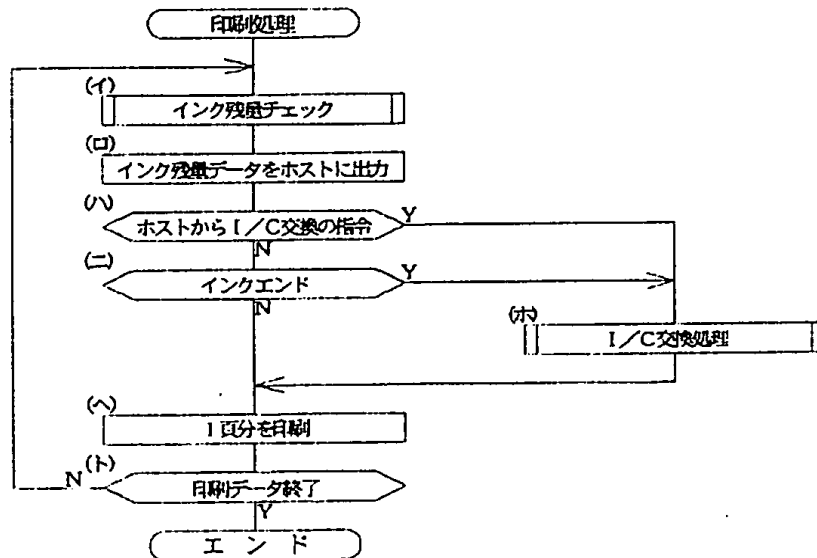 印刷処理
(イ)
インク残量チェック
(ロ)
インク残量データをホストに出力
(ハ)
ホストからI/C交換の指令
Y
N
(ニ)
インクエンド
Y
N
(ホ)
I/C交換処理
(ヘ)
1頁分を印刷
(ト)
N
印刷データ終了
Y
エンド